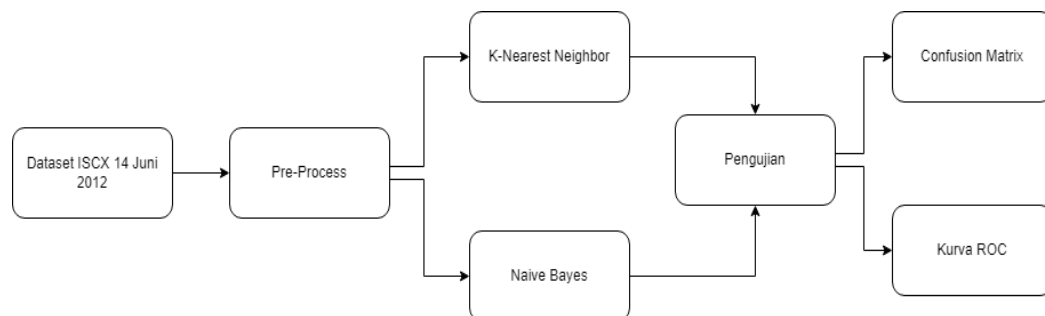 Dataset ISCX 14 Juni
2012
Pre-Process
K-Nearest Neighbor
Naive Bayes
Pengujian
Confusion Matrix
Kurva ROC